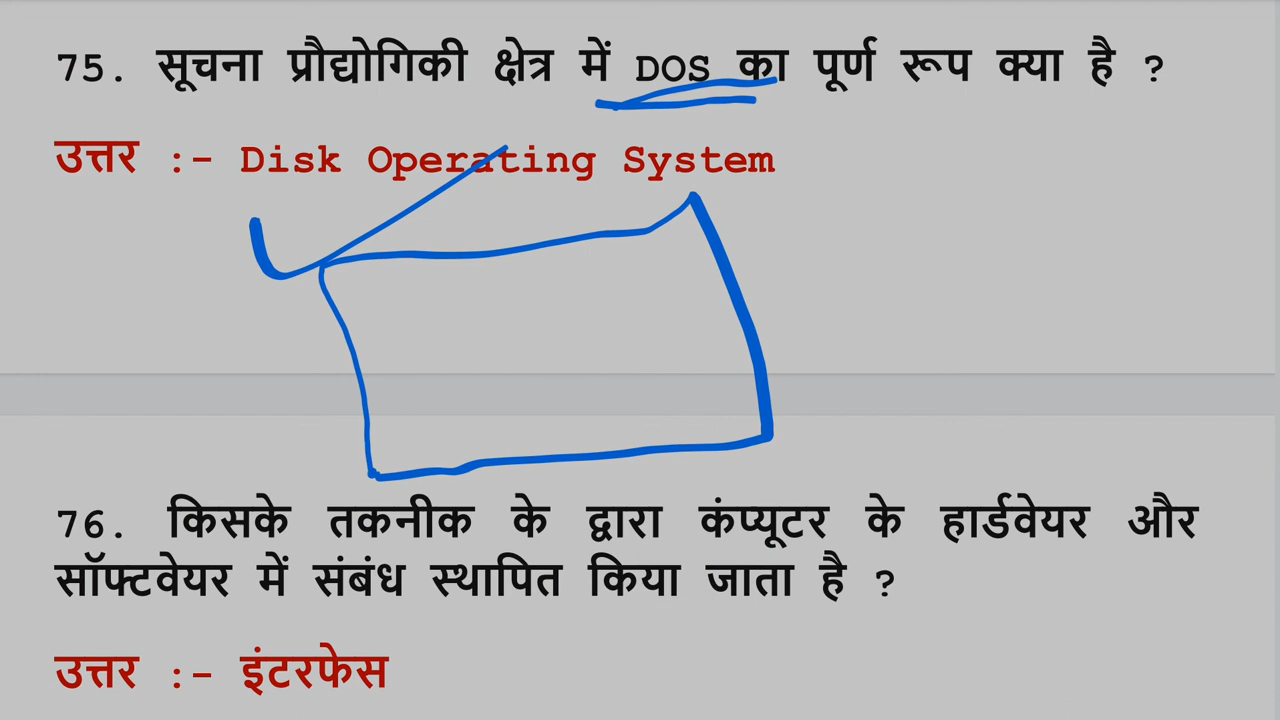 75. सूचना प्रौद्योगिकी क्षेत्र में DOS का पूर्ण रूप क्या है ?
उत्तर :- Disk Operating System
76. किसके तकनीक के द्वारा कंप्यूटर के हार्डवेयर और
सॉफ्टवेयर में संबंध स्थापित किया जाता है ?
उत्तर :- इंटरफेस